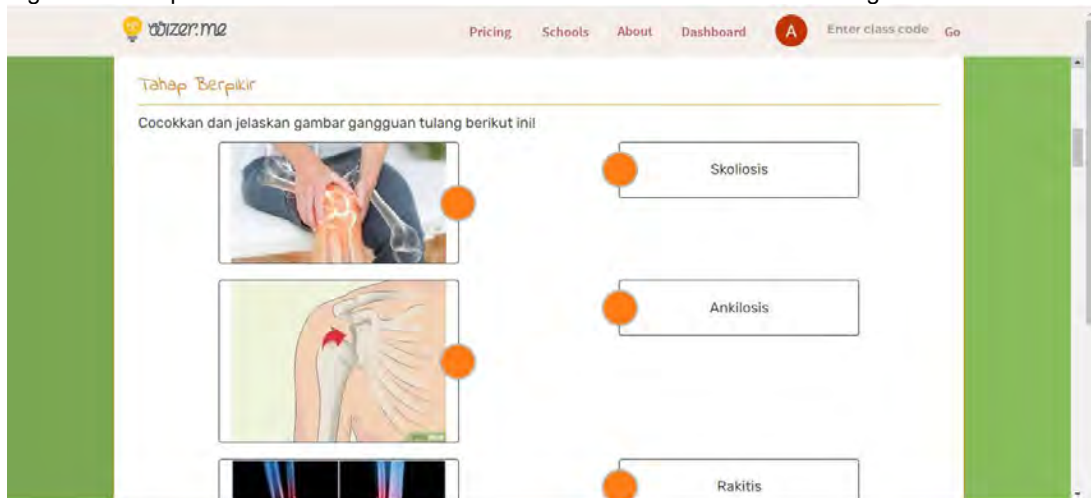 wizer.me
Pricing Schools About Dashboard A Enter class code Go
Tahap Berpikir
Cocokkan dan jelaskan gambar gangguan tulang berikut ini!
Skoliosis
Ankilosis
Rakitis